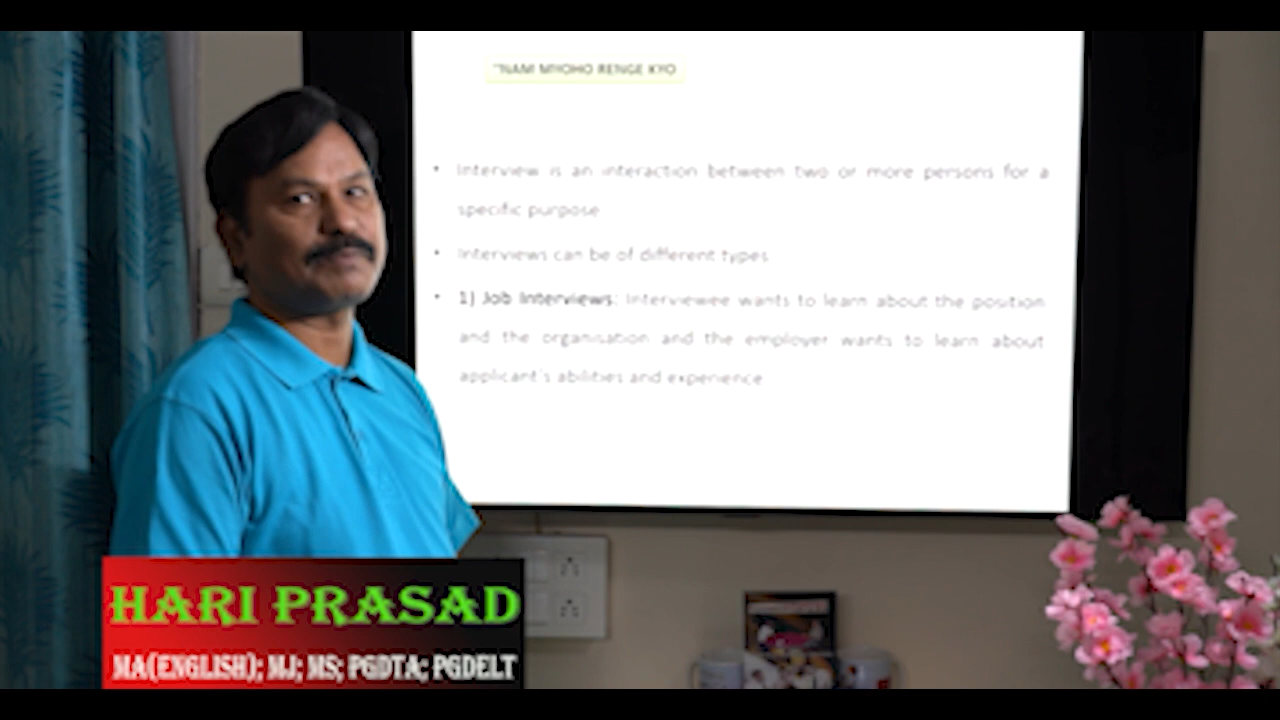 "NAM MYOHO RENGE KYO
• Interview is an interaction between two or more persons for a
specific purpose
• Interviews can be of different types
• 1) Job Interviews: Interviewee wants to learn about the position
and the organisation and the employer wants to learn about
applicant's abilities and experience
HARI PRASAD
MA(ENGLISH); MJ; MS; PGDTA; PGDELT